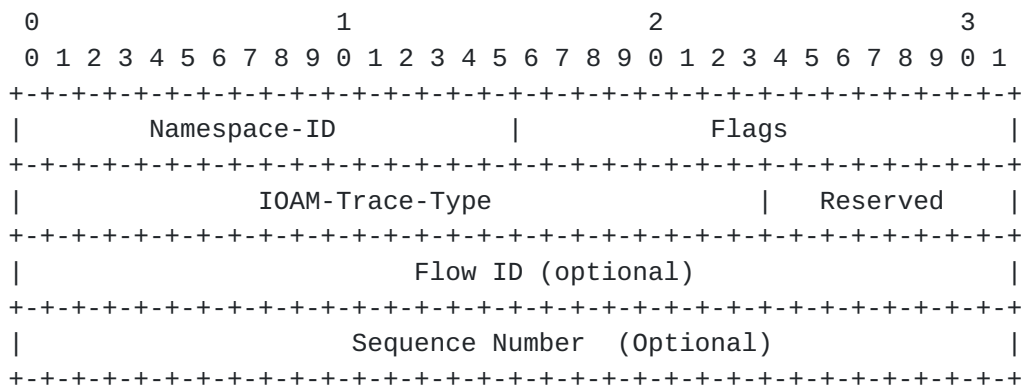 0                   1                   2                   3
 0 1 2 3 4 5 6 7 8 9 0 1 2 3 4 5 6 7 8 9 0 1 2 3 4 5 6 7 8 9 0 1
+-+-+-+-+-+-+-+-+-+-+-+-+-+-+-+-+-+-+-+-+-+-+-+-+-+-+-+-+-+-+-+-+
|        Namespace-ID           |            Flags              |
+-+-+-+-+-+-+-+-+-+-+-+-+-+-+-+-+-+-+-+-+-+-+-+-+-+-+-+-+-+-+-+-+
|               IOAM-Trace-Type                 |   Reserved    |
+-+-+-+-+-+-+-+-+-+-+-+-+-+-+-+-+-+-+-+-+-+-+-+-+-+-+-+-+-+-+-+-+
|                         Flow ID (optional)                    |
+-+-+-+-+-+-+-+-+-+-+-+-+-+-+-+-+-+-+-+-+-+-+-+-+-+-+-+-+-+-+-+-+
|                     Sequence Number  (Optional)               |
+-+-+-+-+-+-+-+-+-+-+-+-+-+-+-+-+-+-+-+-+-+-+-+-+-+-+-+-+-+-+-+-+